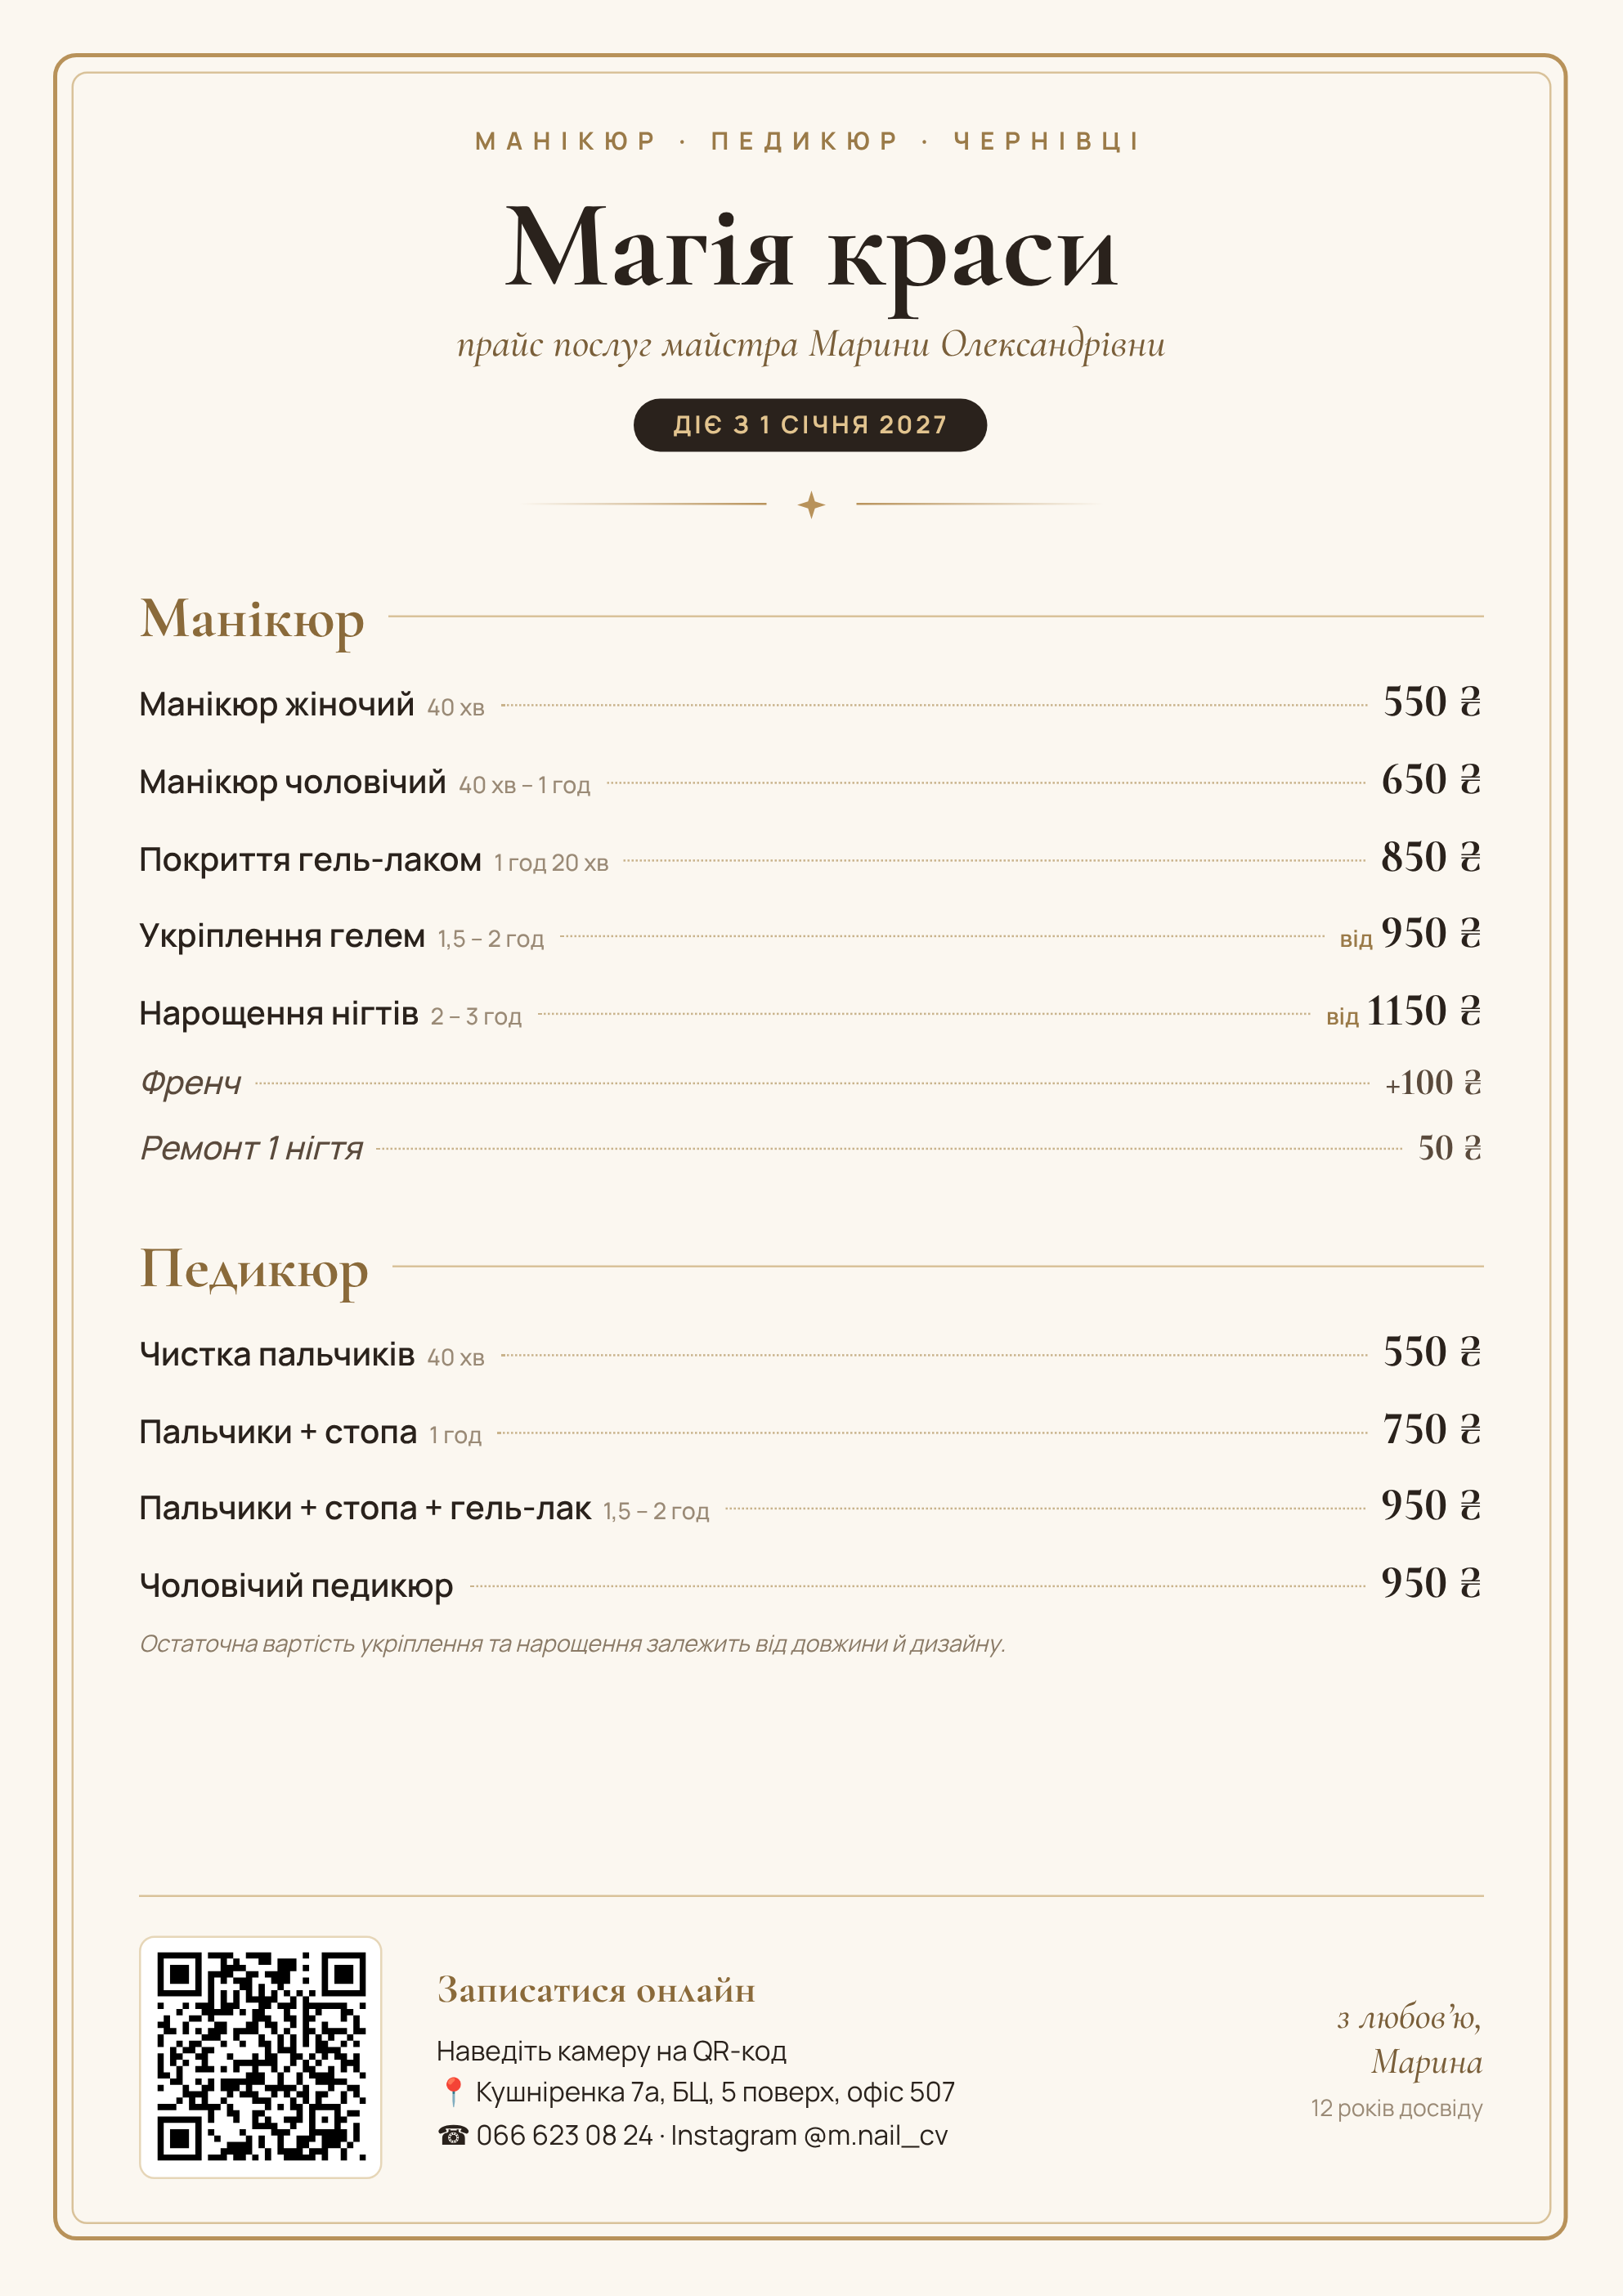 МАНІКЮР · ПЕДИКЮР · ЧЕРНІВЦІ
Магія краси
прайс послуг майстра Марини Олександрівни
ДІЄ З 1 СІЧНЯ 2027
Манікюр
Манікюр жіночий 40 хв 550 ₴
Манікюр чоловічий 40 хв – 1 год 650 ₴
Покриття гель-лаком 1 год 20 хв 850 ₴
Укріплення гелем 1,5 – 2 год від 950 ₴
Нарощення нігтів 2 – 3 год від 1150 ₴
Френч +100 ₴
Ремонт 1 нігтя 50 ₴
Педикюр
Чистка пальчиків 40 хв 550 ₴
Пальчики + стопа 1 год 750 ₴
Пальчики + стопа + гель-лак 1,5 – 2 год 950 ₴
Чоловічий педикюр 950 ₴
Остаточна вартість укріплення та нарощення залежить від довжини й дизайну.
Записатися онлайн
Наведіть камеру на QR-код
📍 Кушніренка 7а, БЦ, 5 поверх, офіс 507
☎ 066 623 08 24 · Instagram @m.nail_cv
з любов’ю,
Марина
12 років досвіду